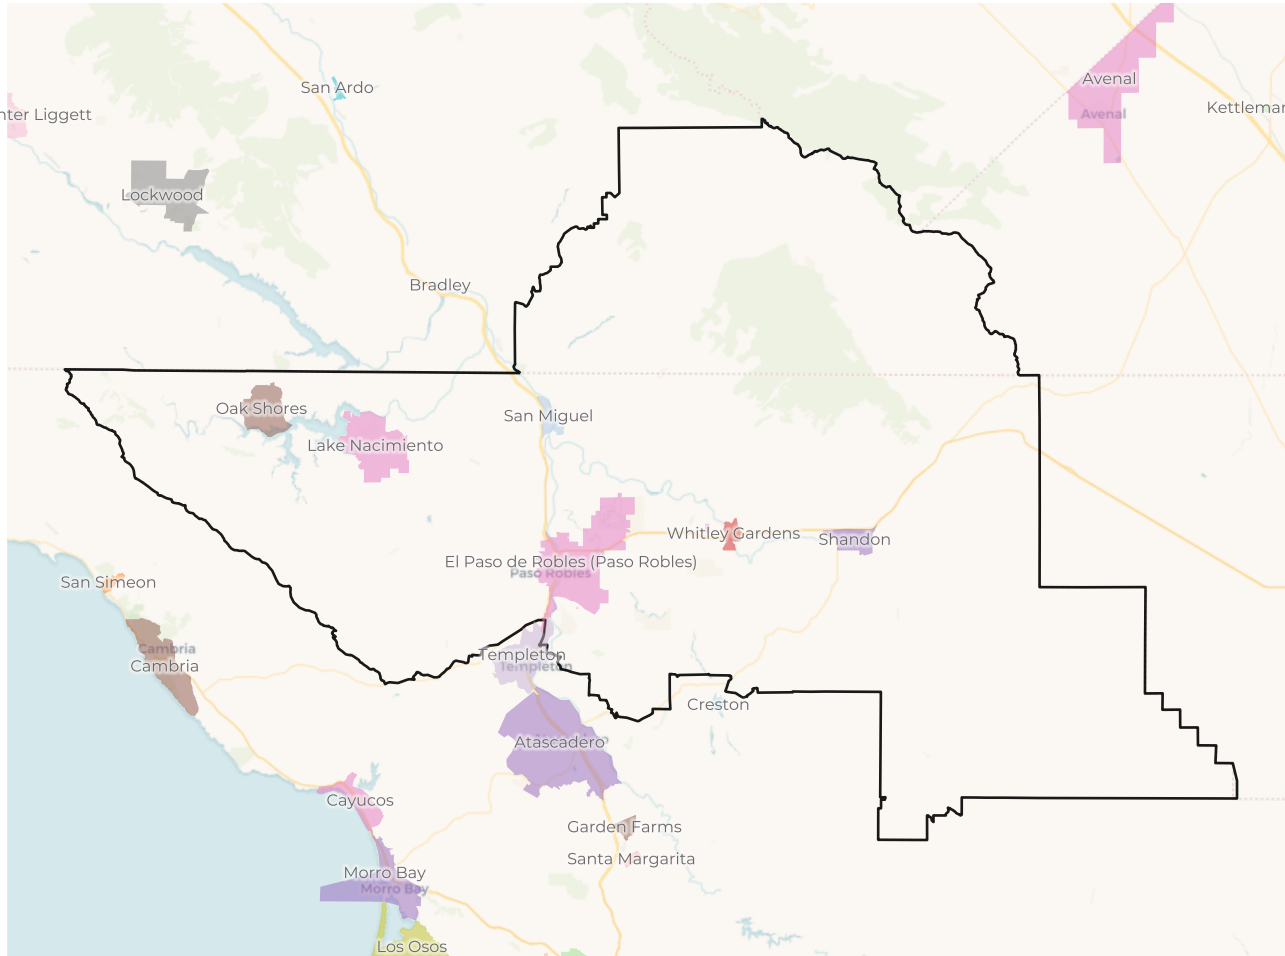 Avenal
San Ardo
Kettlemar
nter Liggett
Avenal
Lockwood
Bradley
Oak Shores
San Miguel
Lake Nacimiento
Whitley Gardens
Shandon
El Paso de Robles (Paso Robles)
Paso Robles
San Simeon
Cambria
Templeton
Cambria
Templeton
Creston
Atascadero
Cayucos
Garden Farms
Santa Margarita
Morro Bay
Morro Bay
Los Osos